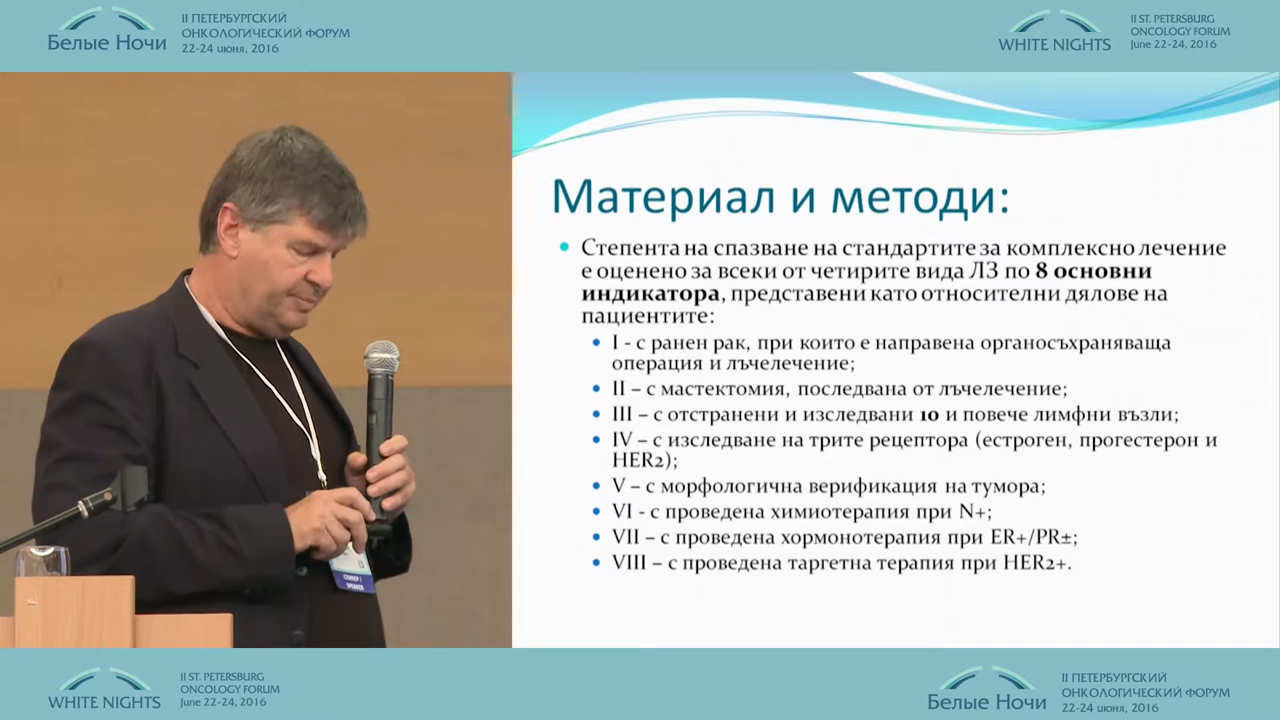 Белые Ночи
II ПЕТЕРБУРГСКИЙ
ОНКОЛОГИЧЕСКИЙ ФОРУМ
22-24 июня, 2016
WHITE NIGHTS
II ST. PETERSBURG
ONCOLOGY FORUM
June 22-24, 2016
Материал и методи:
Степента на спазване на стандартите за комплексно лечение
е оценено за всеки от четирите вида ЛЗ по 8 основни
индикатора, представени като относителни дялове на
пациентите:
I - с ранен рак, при които е направена органосъхраняваща
операция и лъчелечение;
II – с мастектомия, последвана от лъчелечение;
III – с отстранени и изследвани 10 и повече лимфни възли;
IV – с изследване на трите рецептора (естроген, прогестерон и
HER2);
V – с морфологична верификация на тумора;
VI - с проведена химиотерапия при N+;
VII – с проведена хормонотерапия при ER+/PR±;
VIII – с проведена таргетна терапия при HER2+.
СПИКЕР /
SPEAKER
WHITE NIGHTS
II ST. PETERSBURG
ONCOLOGY FORUM
June 22-24, 2016
Белые Ночи
II ПЕТЕРБУРГСКИЙ
ОНКОЛОГИЧЕСКИЙ ФОРУМ
22-24 июня, 2016